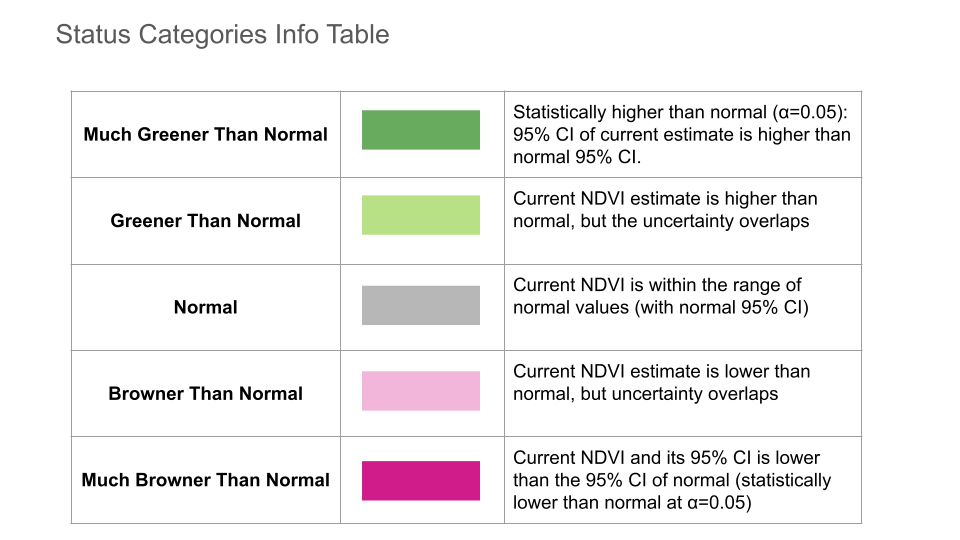 Status Categories Info Table
Much Greener Than Normal
Statistically higher than normal (α=0.05):
95% CI of current estimate is higher than
normal 95% CI.
Greener Than Normal
Current NDVI estimate is higher than
normal, but the uncertainty overlaps
Normal
Current NDVI is within the range of
normal values (with normal 95% CI)
Browner Than Normal
Current NDVI estimate is lower than
normal, but uncertainty overlaps
Much Browner Than Normal
Current NDVI and its 95% CI is lower
than the 95% CI of normal (statistically
lower than normal at α=0.05)